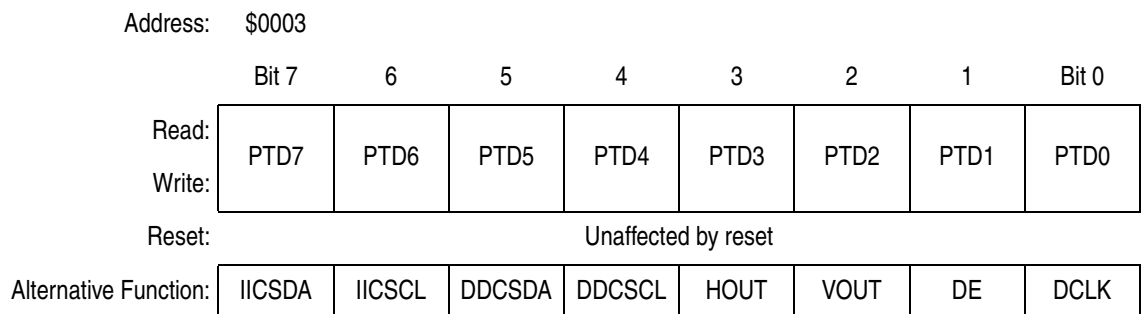 Address: $0003
Bit 7 6 5 4 3 2 1 Bit 0
Read:
PTD7 PTD6 PTD5 PTD4 PTD3 PTD2 PTD1 PTD0
Write:
Reset: Unaffected by reset
Alternative Function: IICSDA IICSCL DDCSDA DDCSCL HOUT VOUT DE DCLK